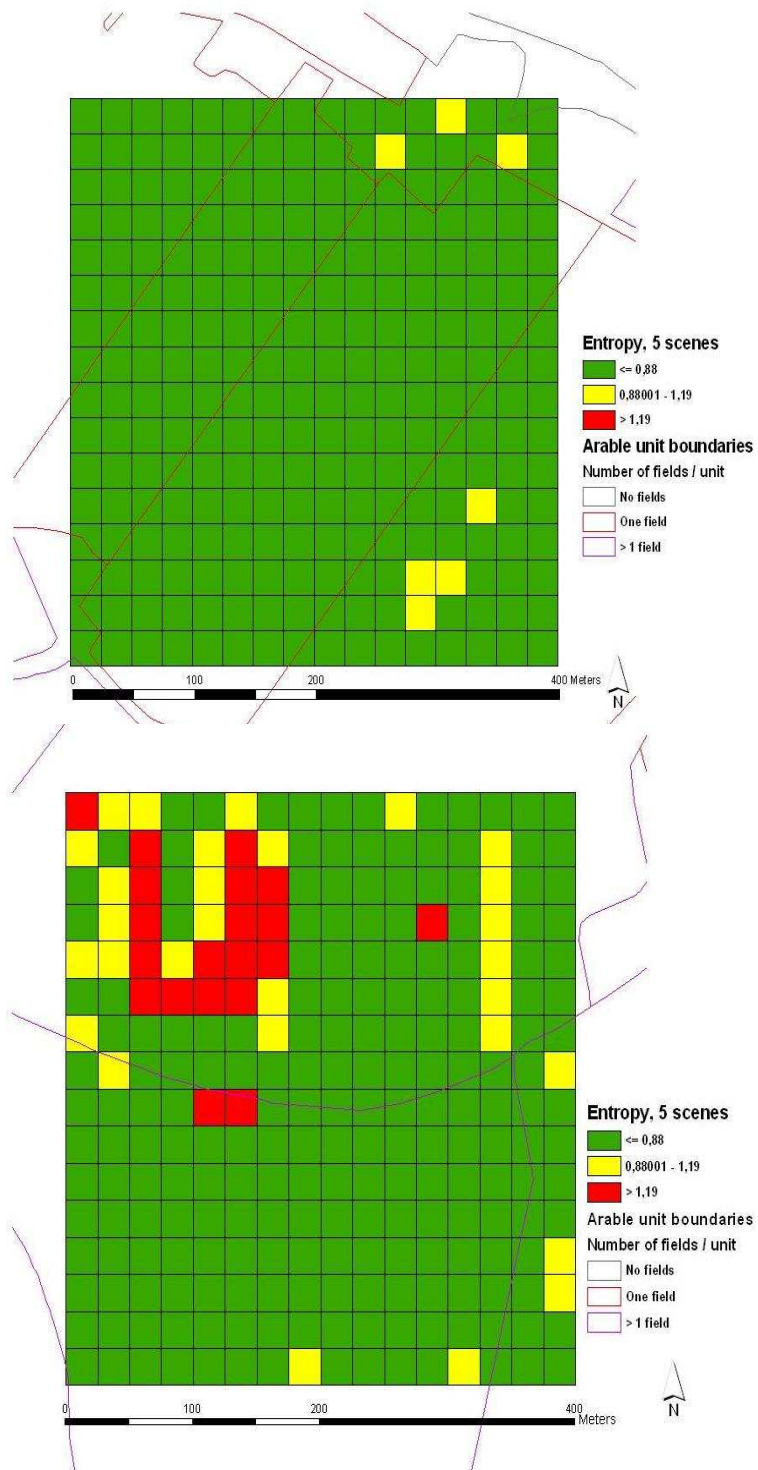 Entropy, 5 scenes
<= 0,88
0,88001 - 1,19
> 1,19
Arable unit boundaries
Number of fields / unit
No fields
One field
> 1 field
0 100 200 400 Meters
N
Entropy, 5 scenes
<= 0,88
0,88001 - 1,19
> 1,19
Arable unit boundaries
Number of fields / unit
No fields
One field
> 1 field
0 100 200 400
Meters
N